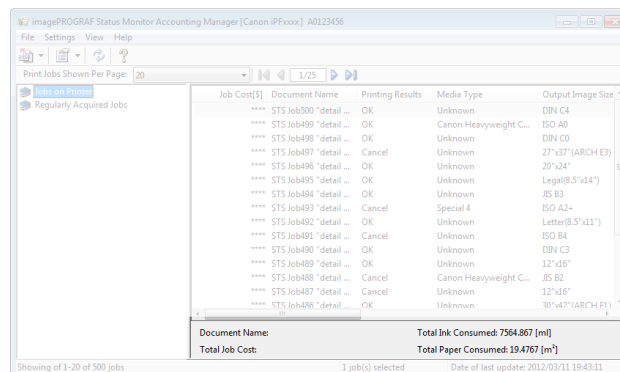 imagePROGRAF Status Monitor Accounting Manager [Canon iPFxxxx] A0123456
File Settings View Help
Print Jobs Shown Per Page: 20 1/25
Jobs on Printer
Regularly Acquired Jobs
Job Cost[$] Document Name Printing Results Media Type Output Image Size
**** STS Job500 "detail ... OK Unknown DIN C4
**** STS Job499 "detail ... OK Canon Heavyweight C... ISO A0
**** STS Job498 "detail ... OK Unknown DIN C0
**** STS Job497 "detail ... Cancel Unknown 27"x37"(ARCH E3)
**** STS Job496 "detail ... OK Unknown 20"x24"
**** STS Job495 "detail ... OK Unknown Legal(8.5"x14")
**** STS Job494 "detail ... OK Unknown JIS B3
**** STS Job493 "detail ... Cancel Special 4 ISO A2+
**** STS Job492 "detail ... OK Unknown Letter(8.5"x11")
**** STS Job491 "detail ... Cancel Unknown ISO B4
**** STS Job490 "detail ... OK Unknown DIN C3
**** STS Job489 "detail ... OK Unknown 12"x16"
**** STS Job488 "detail ... Cancel Canon Heavyweight C... JIS B2
**** STS Job487 "detail ... Cancel Unknown 12"x16"
**** STS Job486 "detail ... OK Unknown 30"x42"(ARCH E1)
Document Name: Total Ink Consumed: 7564.867 [ml]
Total Job Cost: Total Paper Consumed: 19.4767 [m²]
Showing of 1-20 of 500 jobs 1 job(s) selected Date of last update: 2012/03/11 19:43:11